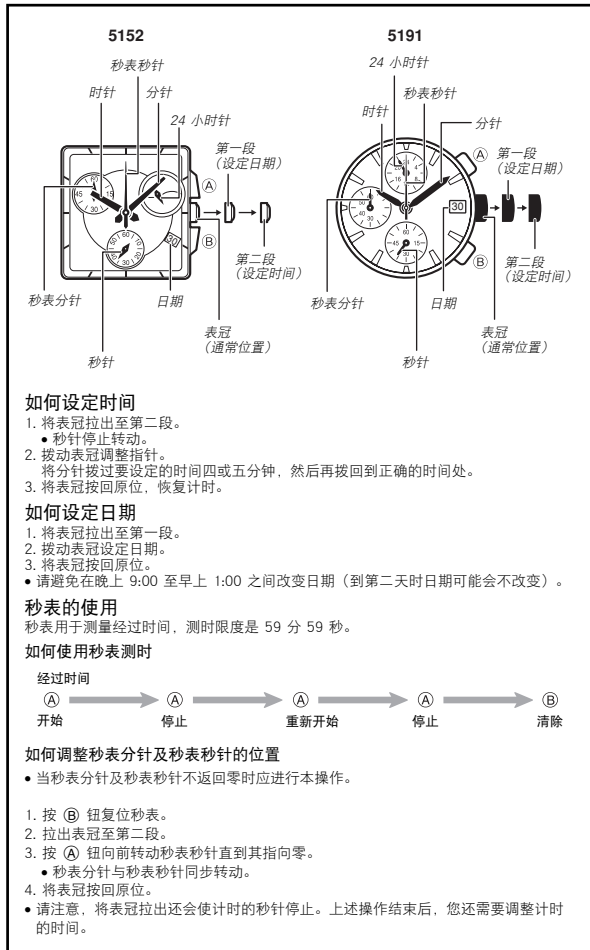 5152
5191
秒表秒针
时针
分针
24 小时针
第一段
（设定日期）
Ⓐ
Ⓑ
第二段
（设定时间）
秒表分针
日期
表冠
（通常位置）
秒针
24 小时针
秒表秒针
时针
分针
Ⓐ
第一段
（设定日期）
30
Ⓑ
第二段
（设定时间）
秒表分针
日期
表冠
（通常位置）
秒针
如何设定时间
1. 将表冠拉出至第二段。
• 秒针停止转动。
2. 拨动表冠调整指针。
将分针拨过要设定的时间四或五分钟，然后再拨回到正确的时间处。
3. 将表冠按回原位，恢复计时。
如何设定日期
1. 将表冠拉出至第一段。
2. 拨动表冠设定日期。
3. 将表冠按回原位。
• 请避免在晚上 9:00 至早上 1:00 之间改变日期（到第二天时日期可能会不改变）。
秒表的使用
秒表用于测量经过时间，测时限度是 59 分 59 秒。
如何使用秒表测时
经过时间
Ⓐ Ⓐ Ⓐ Ⓐ Ⓑ
开始 停止 重新开始 停止 清除
如何调整秒表分针及秒表秒针的位置
• 当秒表分针及秒表秒针不返回零时应进行本操作。
1. 按 Ⓑ 钮复位秒表。
2. 拉出表冠至第二段。
3. 按 Ⓐ 钮向前转动秒表秒针直到其指向零。
• 秒表分针与秒表秒针同步转动。
4. 将表冠按回原位。
• 请注意，将表冠拉出还会使计时的秒针停止。上述操作结束后，您还需要调整计时
的时间。